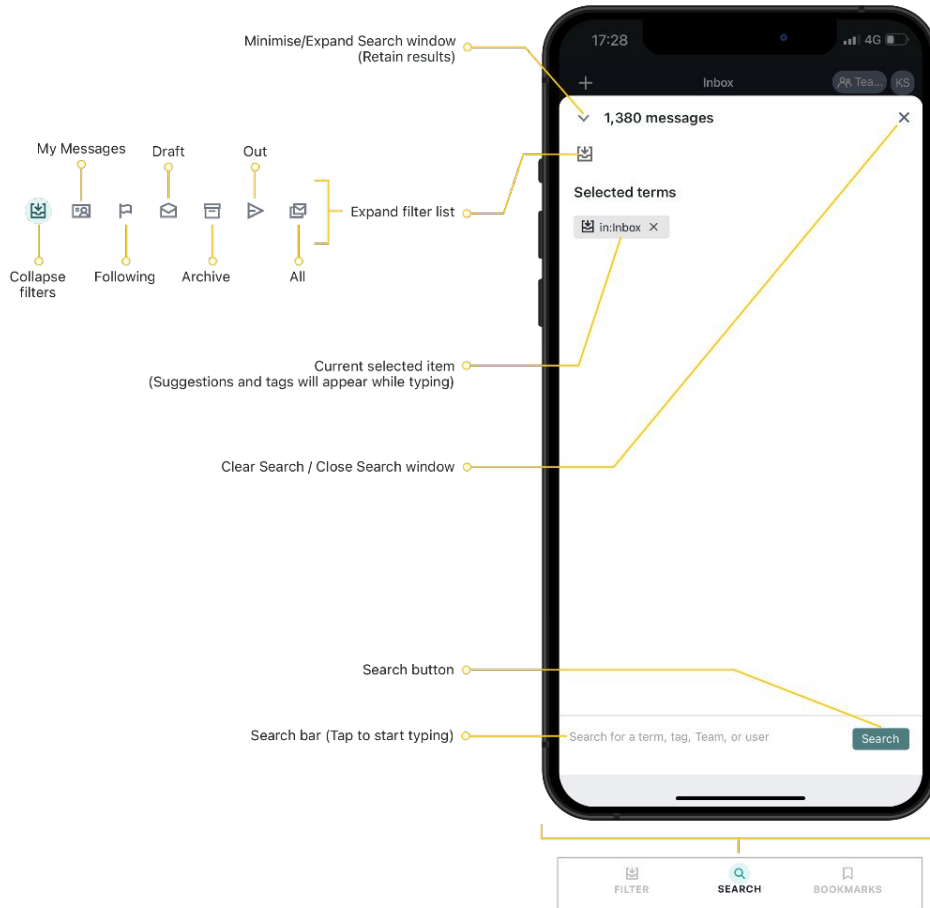 17:28
4G
Inbox
Tea...
KS
Minimise/Expand Search window
(Retain results)
1,380 messages
My Messages
Draft
Out
Expand filter list
Collapse
filters
Following
Archive
All
Selected terms
in:Inbox
Current selected item
(Suggestions and tags will appear while typing)
Clear Search / Close Search window
Search button
Search bar (Tap to start typing)
Search for a term, tag, Team, or user
Search
FILTER
SEARCH
BOOKMARKS